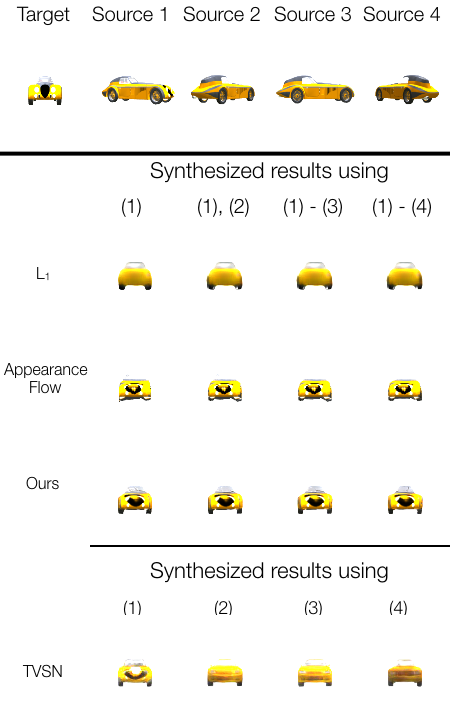 Target Source 1 Source 2 Source 3 Source 4
Synthesized results using
(1) (1), (2) (1) - (3) (1) - (4)
L₁
Appearance
Flow
Ours
Synthesized results using
(1) (2) (3) (4)
TVSN